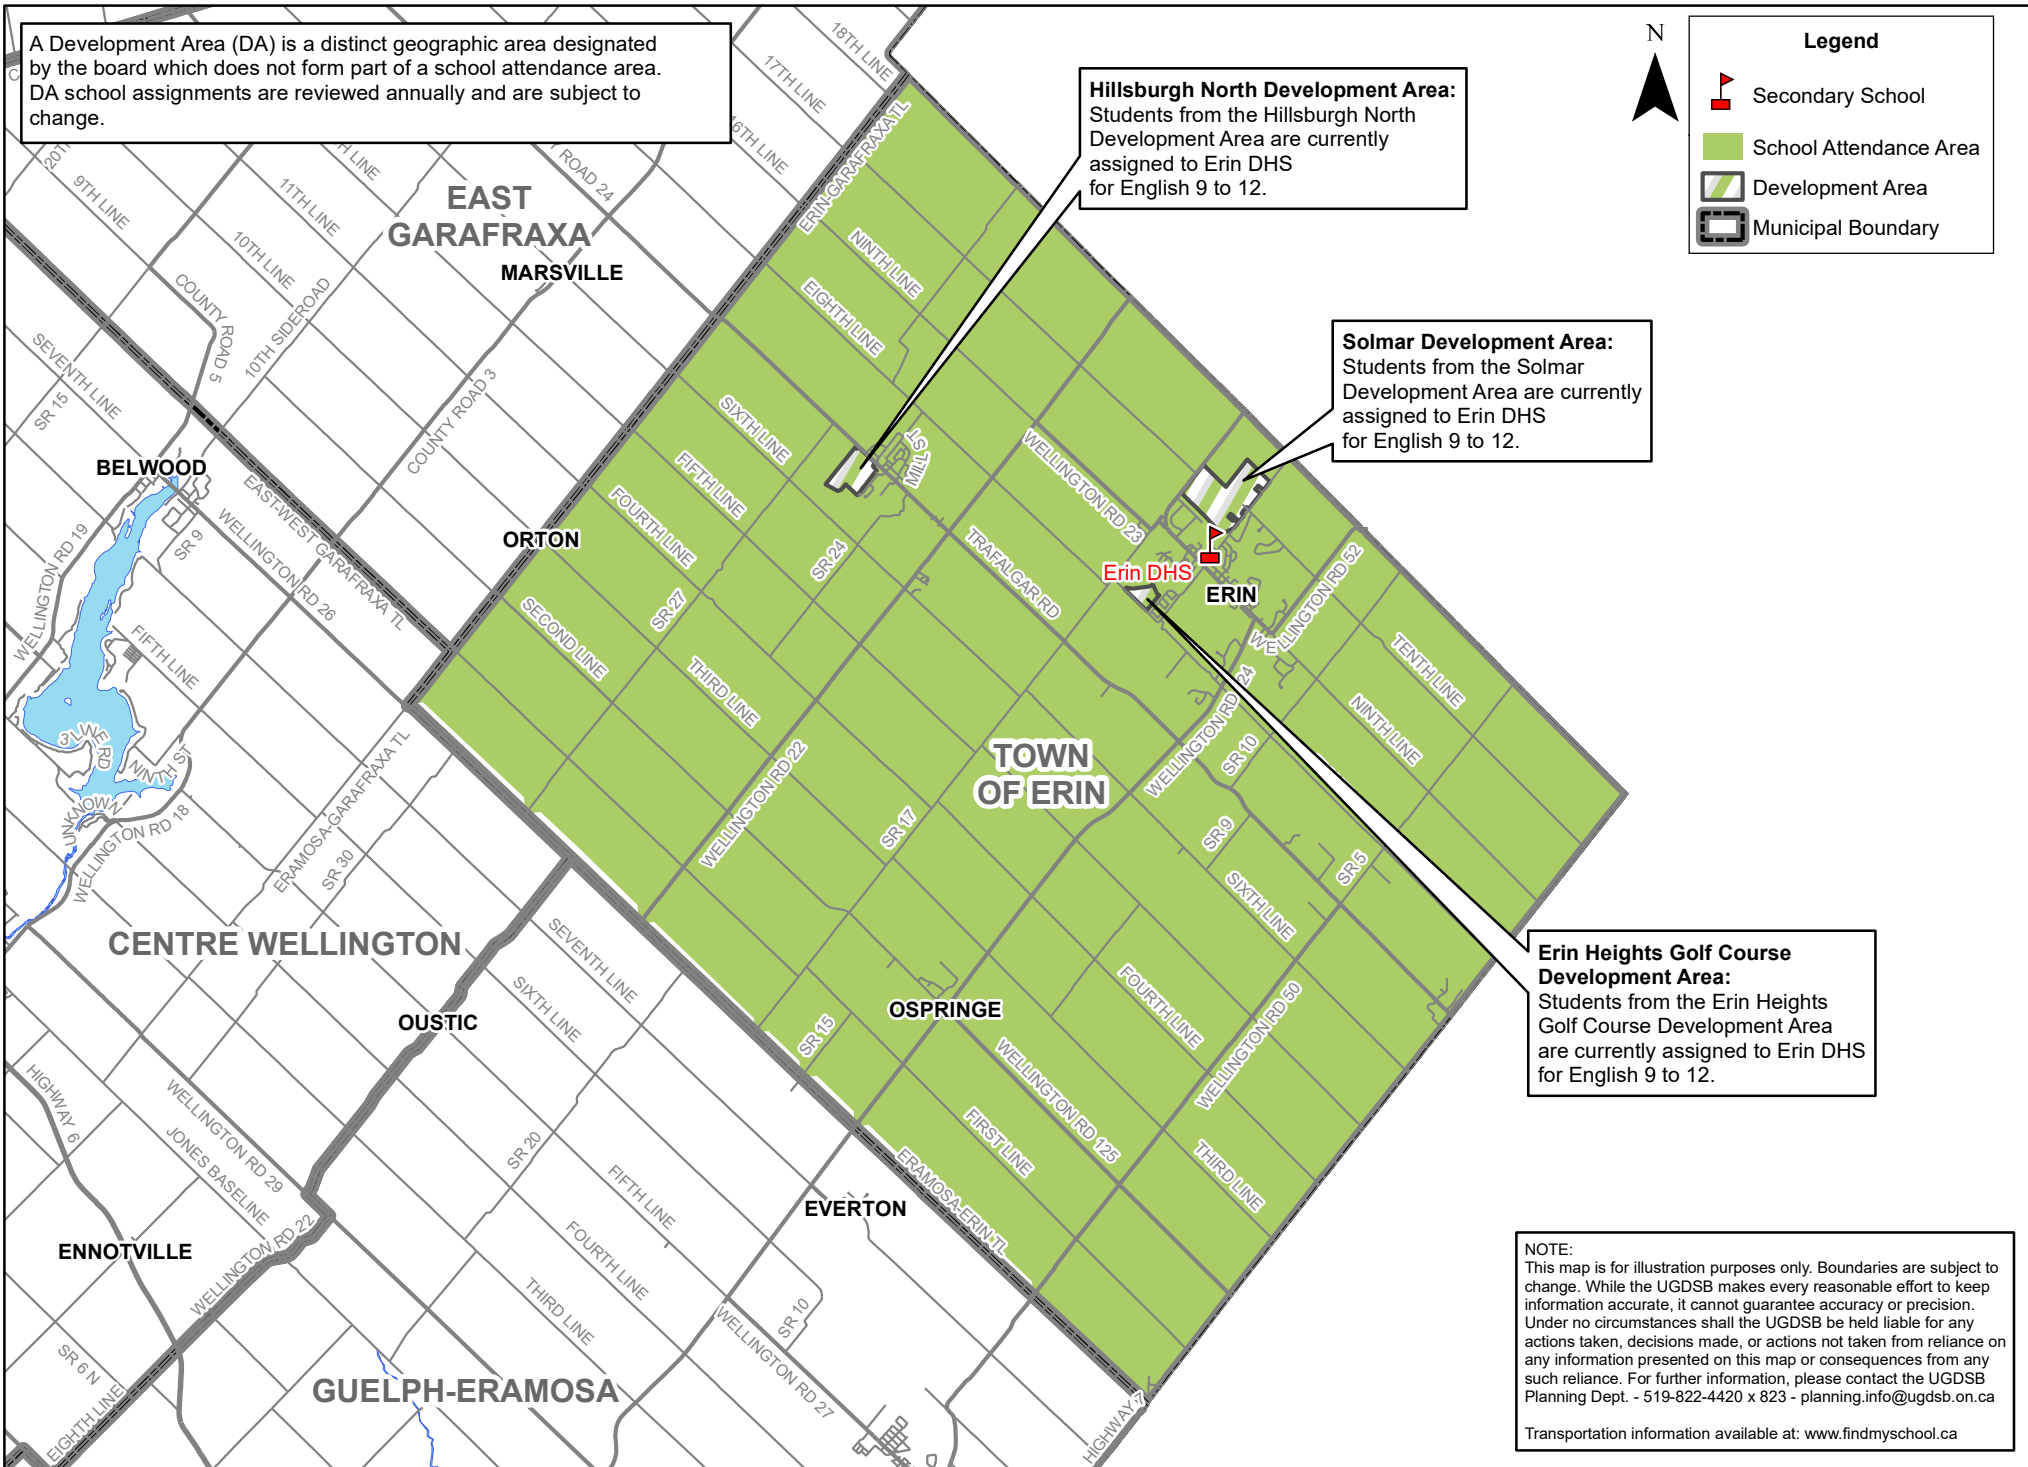 A Development Area (DA) is a distinct geographic area designated
by the board which does not form part of a school attendance area.
DA school assignments are reviewed annually and are subject to
change.
N
Legend
Secondary School
School Attendance Area
Development Area
Municipal Boundary
Hillsburgh North Development Area:
Students from the Hillsburgh North
Development Area are currently
assigned to Erin DHS
for English 9 to 12.
Solmar Development Area:
Students from the Solmar
Development Area are currently
assigned to Erin DHS
for English 9 to 12.
Erin Heights Golf Course
Development Area:
Students from the Erin Heights
Golf Course Development Area
are currently assigned to Erin DHS
for English 9 to 12.
18TH LINE
17TH LINE
16TH LINE
ERIN-GARAFRAXA TL
9TH LINE
11TH LINE
10TH LINE
EAST
GARAFRAXA
MARSVILLE
COUNTY ROAD 5
10TH SIDEROAD
COUNTY ROAD 3
SEVENTH LINE
SR 15
NINTH LINE
EIGHTH LINE
SIXTH LINE
FIFTH LINE
FOURTH LINE
MILL ST
WELLINGTON RD 23
BELWOOD
EAST-WEST GARAFRAXA TL
WELLINGTON RD 26
WELLINGTON RD 19
SR 9
FIFTH LINE
ORTON
SR 24
SR 27
SECOND LINE
THIRD LINE
TRAFALGAR RD
Erin DHS
ERIN
WELLINGTON RD 52
TENTH LINE
NINTH LINE
WELLINGTON RD 24
SR 10
3 LINE RD
NINTH ST
UNKNOWN
WELLINGTON RD 18
ERAMOSA-GARAFRAXA TL
SR 30
WELLINGTON RD 22
TOWN
OF ERIN
SR 17
SR 9
SR 5
SIXTH LINE
CENTRE WELLINGTON
SEVENTH LINE
SIXTH LINE
OUSTIC
OSPRINGE
SR 15
FOURTH LINE
WELLINGTON RD 50
WELLINGTON RD 125
FIRST LINE
THIRD LINE
ERAMOSA-ERIN TL
HIGHWAY 6
WELLINGTON RD 29
JONES BASELINE
SR 20
FIFTH LINE
FOURTH LINE
THIRD LINE
EVERTON
ENNOTVILLE
WELLINGTON RD 22
SR 10
WELLINGTON RD 27
SR 6 N
EIGHTH LINE
GUELPH-ERAMOSA
HIGHWAY 7
NOTE:
This map is for illustration purposes only. Boundaries are subject to
change. While the UGDSB makes every reasonable effort to keep
information accurate, it cannot guarantee accuracy or precision.
Under no circumstances shall the UGDSB be held liable for any
actions taken, decisions made, or actions not taken from reliance on
any information presented on this map or consequences from any
such reliance. For further information, please contact the UGDSB
Planning Dept. - 519-822-4420 x 823 - planning.info@ugdsb.on.ca
Transportation information available at: www.findmyschool.ca